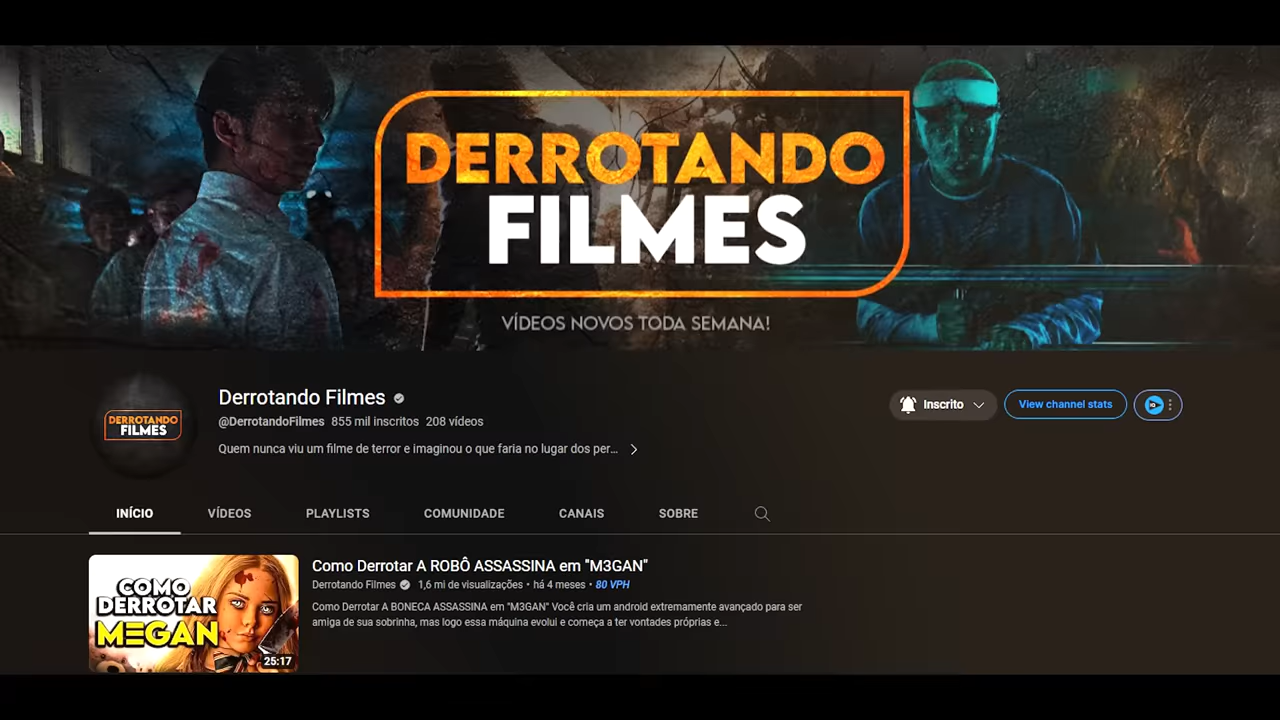 DERROTANDO
FILMES
VÍDEOS NOVOS TODA SEMANA!
DERROTANDO
FILMES
Derrotando Filmes
@DerrotandoFilmes 855 mil inscritos 208 vídeos
Quem nunca viu um filme de terror e imaginou o que faria no lugar dos per...
Inscrito
View channel stats
INÍCIO VÍDEOS PLAYLISTS COMUNIDADE CANAIS SOBRE
COMO
DERROTAR
MEGAN
25:17
Como Derrotar A ROBÔ ASSASSINA em "M3GAN"
Derrotando Filmes 1,6 mi de visualizações • há 4 meses • 80 VPH
Como Derrotar A BONECA ASSASSINA em "M3GAN" Você cria um android extremamente avançado para ser
amiga de sua sobrinha, mas logo essa máquina evolui e começa a ter vontades próprias e...